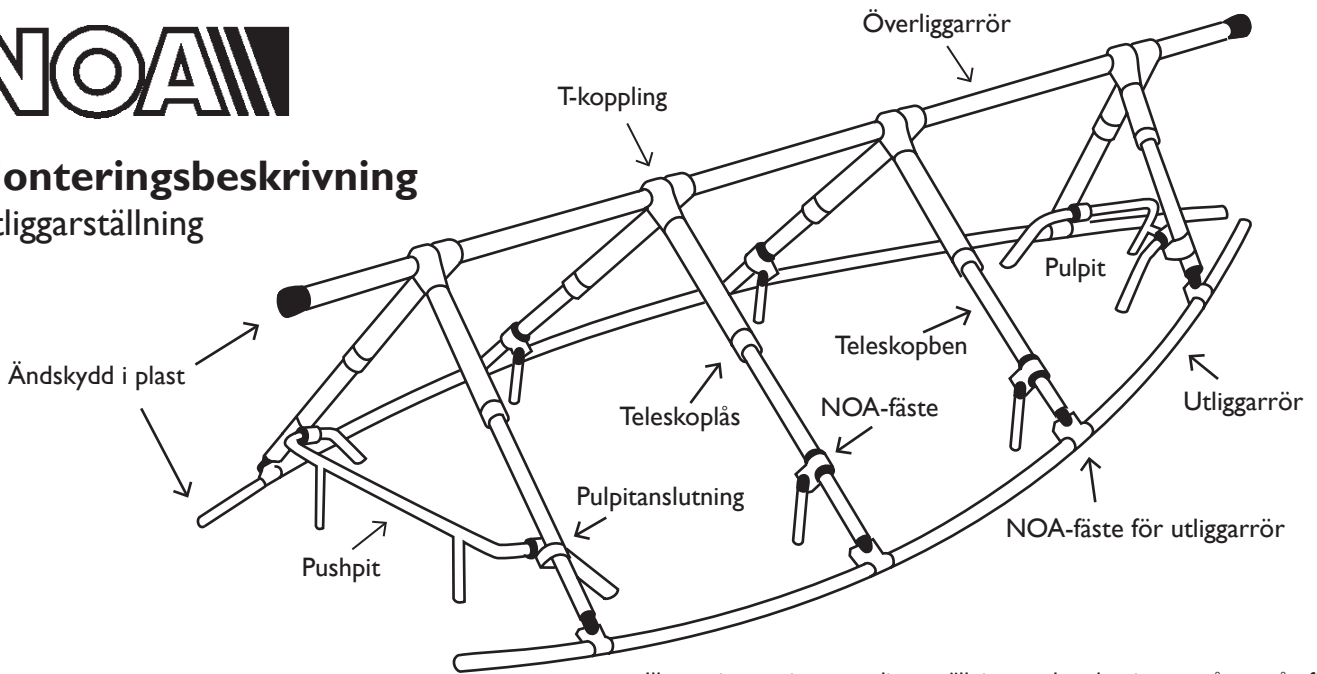 NOA
Överliggarrör
T-koppling
onteringsbeskrivning
tliggarställning
Pulpit
Teleskopben
Ändskydd i plast
Utliggarrör
Teleskoplås
NOA-fäste
Pulpitanslutning
NOA-fäste för utliggarrör
Pushpit